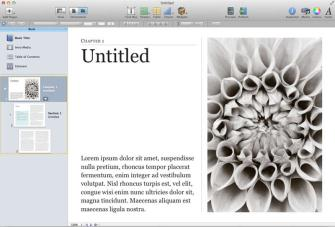 Untitled
Add Pages
View
Text Box
Shapes
Table
Charts
Widgets
Preview
Publish
Inspector
Media
Colors
Fonts
Book
Book Title
Intro Media
Table of Contents
Glossary
Chapter 1
Untitled
Section 1
Untitled
CHAPTER 1
Untitled
Lorem ipsum dolor sit amet, suspendisse
nulla pretium, rhoncus tempor placerat
fermentum, enim integer ad vestibulum
volutpat. Nisl rhoncus turpis est, vel elit,
congue wisi enim nunc ultricies dolor sit,
magna tincidunt. Maecenas aliquam est
maecenas ligula nostra.